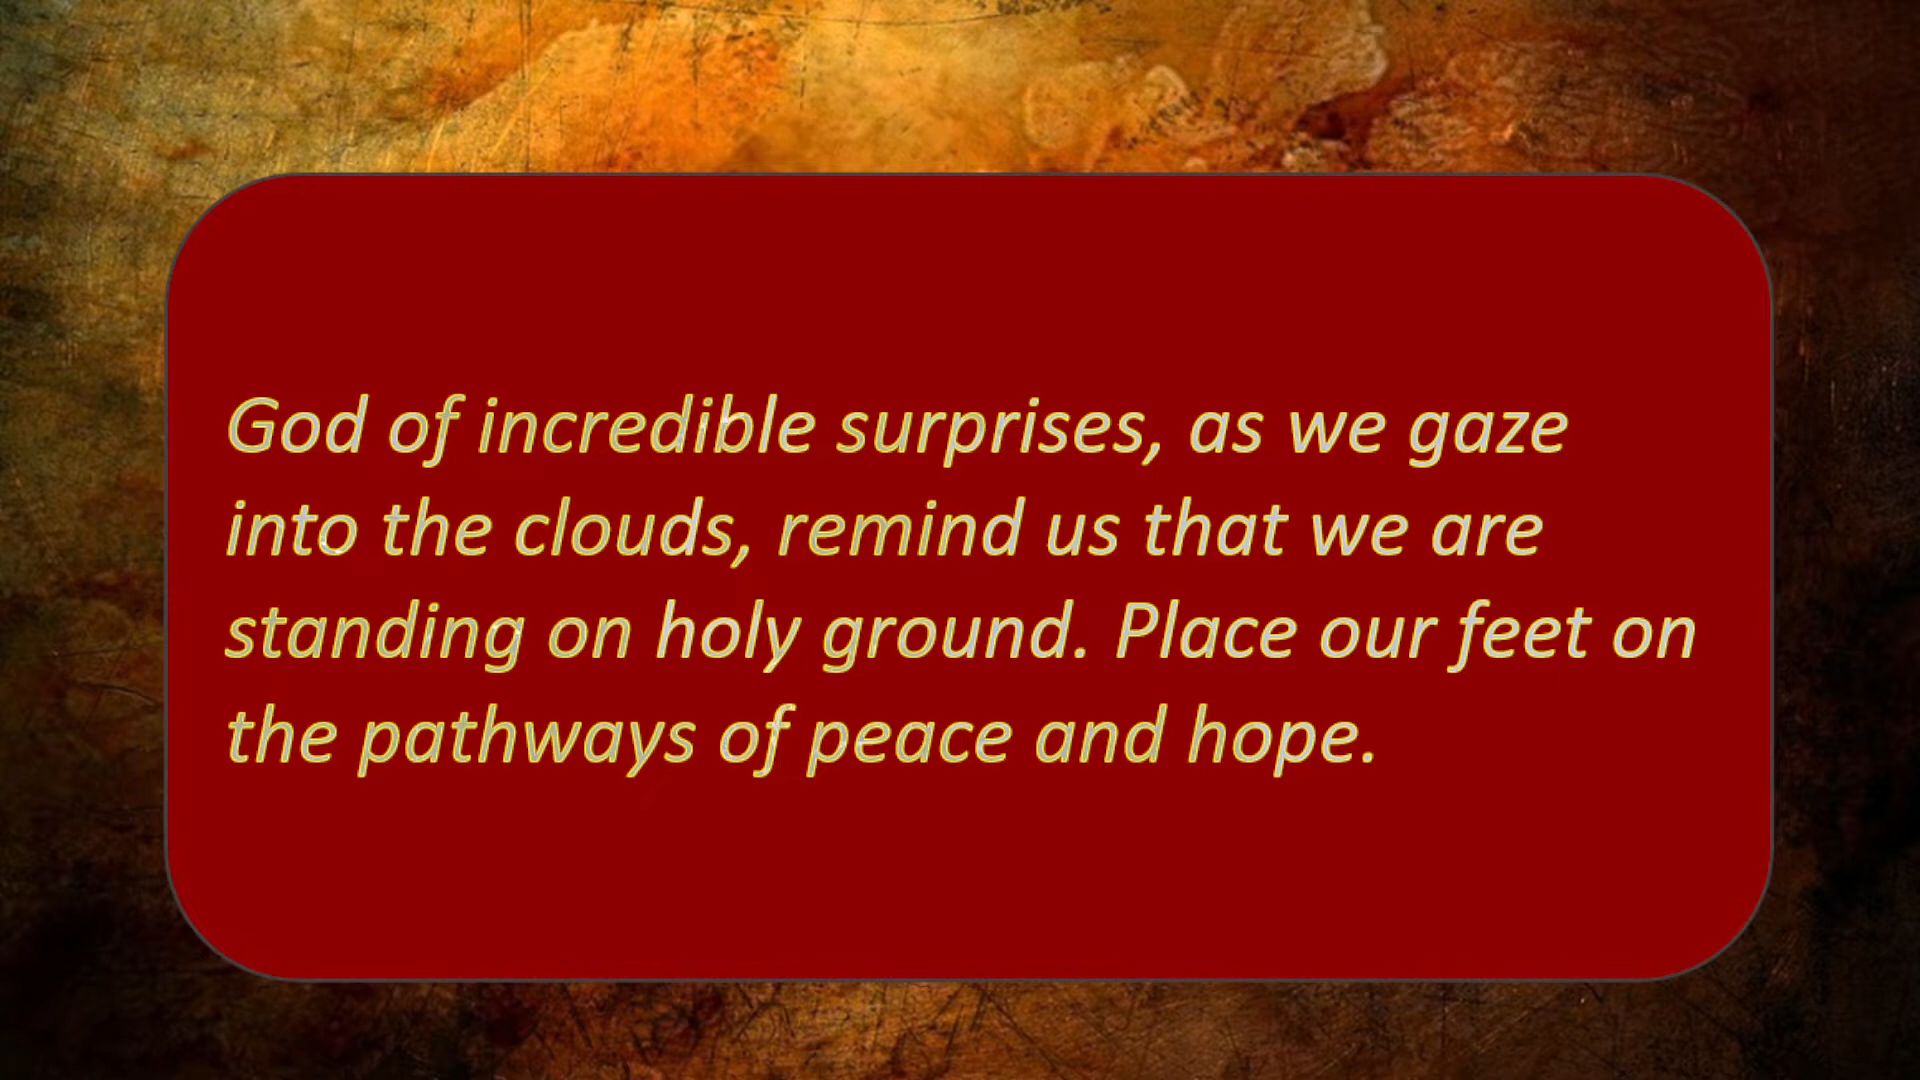 God of incredible surprises, as we gaze
into the clouds, remind us that we are
standing on holy ground. Place our feet on
the pathways of peace and hope.